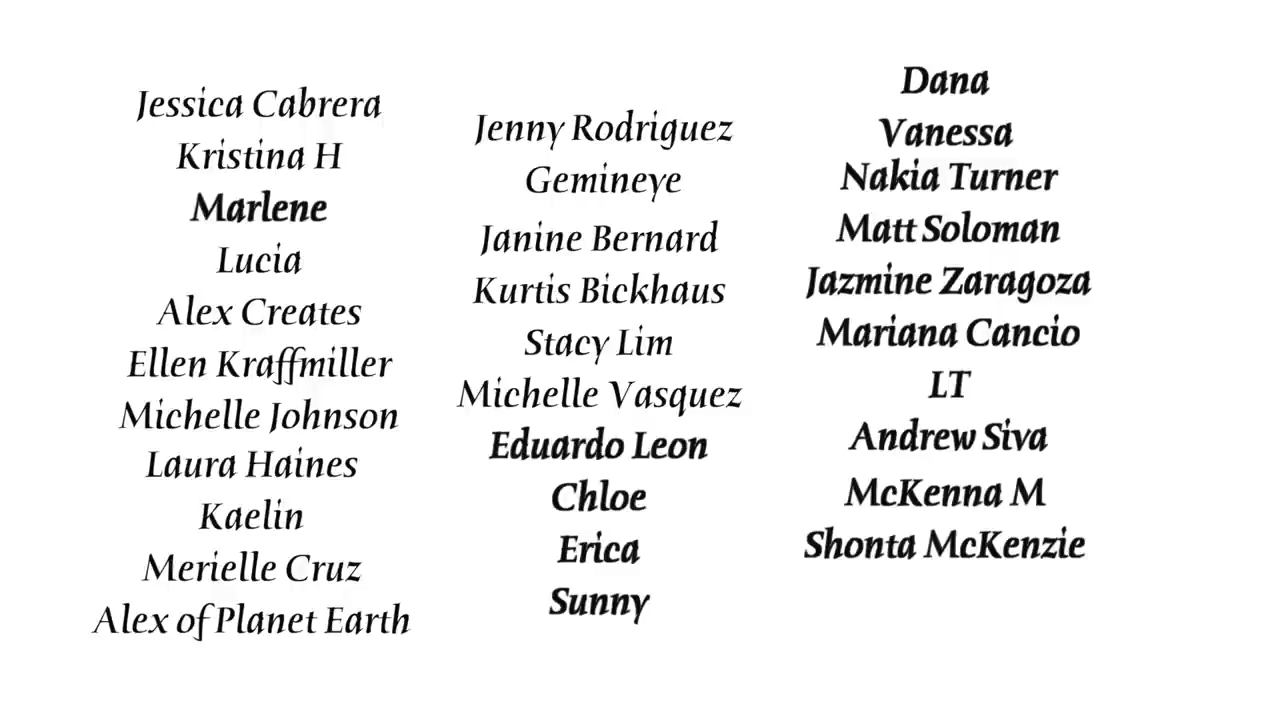 Jessica Cabrera
Kristina H
Marlene
Lucia
Alex Creates
Ellen Kraffmiller
Michelle Johnson
Laura Haines
Kaelin
Merielle Cruz
Alex of Planet Earth
Jenny Rodriguez
Gemineye
Janine Bernard
Kurtis Bickhaus
Stacy Lim
Michelle Vasquez
Eduardo Leon
Chloe
Erica
Sunny
Dana
Vanessa
Nakia Turner
Matt Soloman
Jazmine Zaragoza
Mariana Cancio
LT
Andrew Siva
McKenna M
Shonta McKenzie